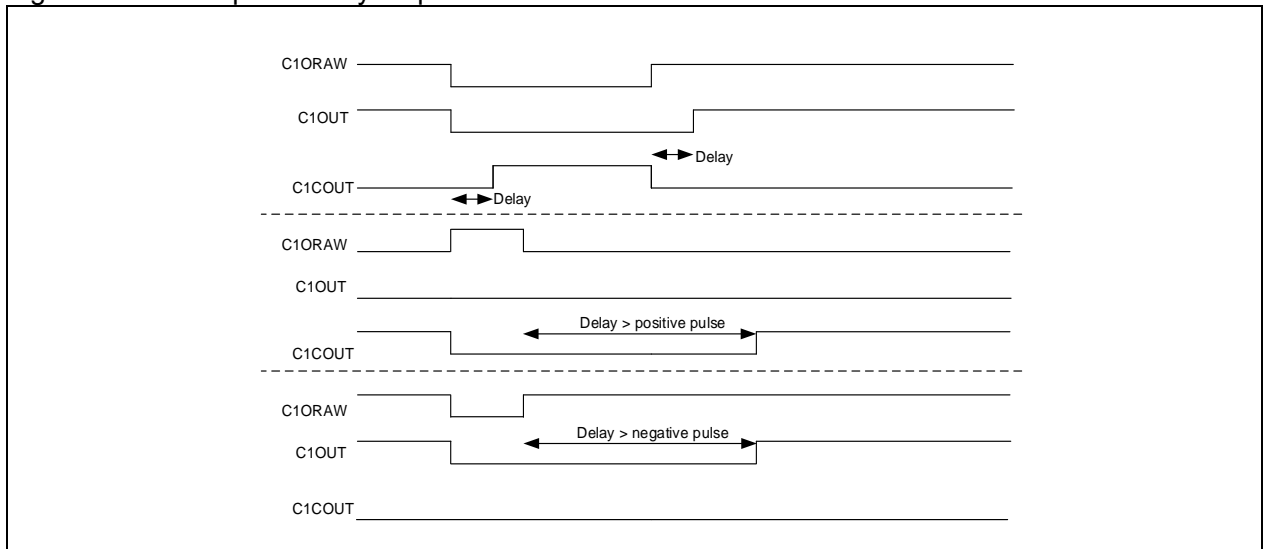 C1ORAW
C1OUT
Delay
C1COUT
Delay
C1ORAW
C1OUT
Delay > positive pulse
C1COUT
C1ORAW
Delay > negative pulse
C1OUT
C1COUT